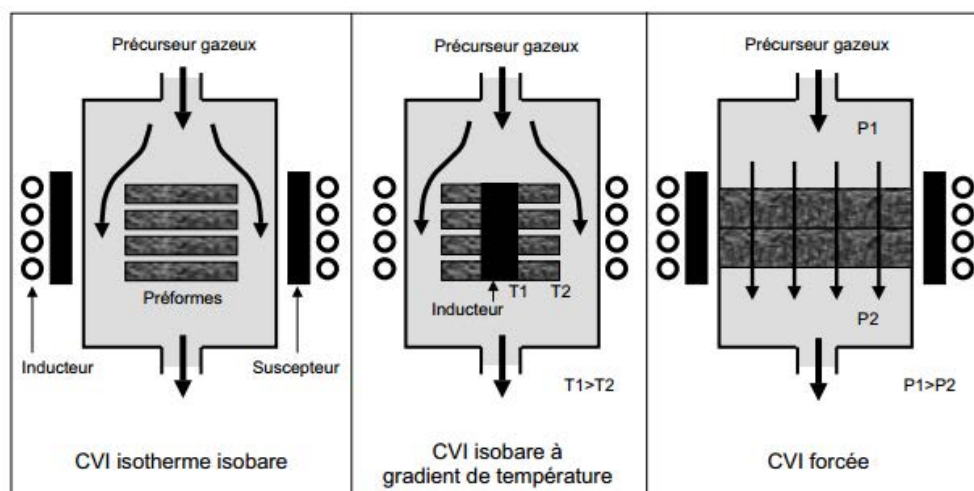 Précurseur gazeux
Préformes
Inducteur
Suscepteur
CVI isotherme isobare
Précurseur gazeux
T1
T2
Inducteur
T1>T2
CVI isobare à
gradient de température
Précurseur gazeux
P1
P2
P1>P2
CVI forcée